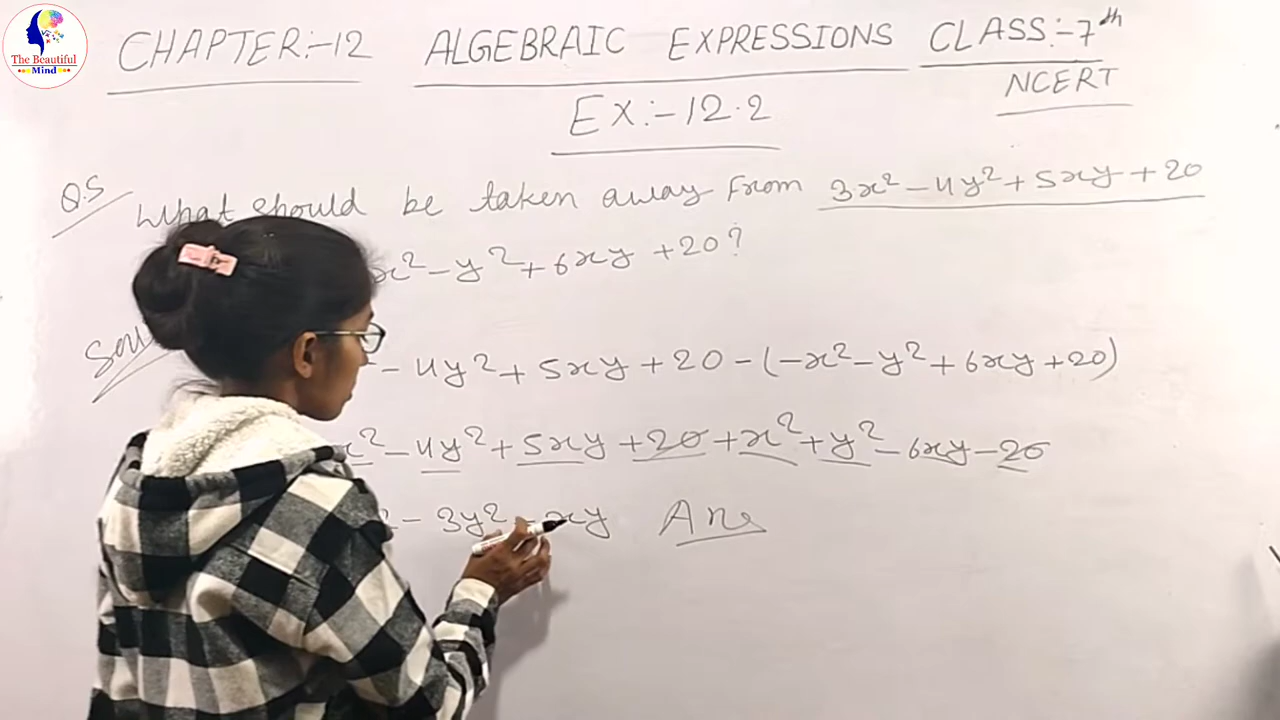 The Beautiful
Mind
CHAPTER:-12 ALGEBRAIC EXPRESSIONS CLASS:-7th
NCERT
EX:-12.2
Q.5 What should be taken away from 3x² - 4y² + 5xy + 20
x² - y² + 6xy + 20?
- 4y² + 5xy + 20 - (-x² - y² + 6xy + 20)
x² - 4y² + 5xy + 20 + x² + y² - 6xy - 20
² - 3y² - xy Ans